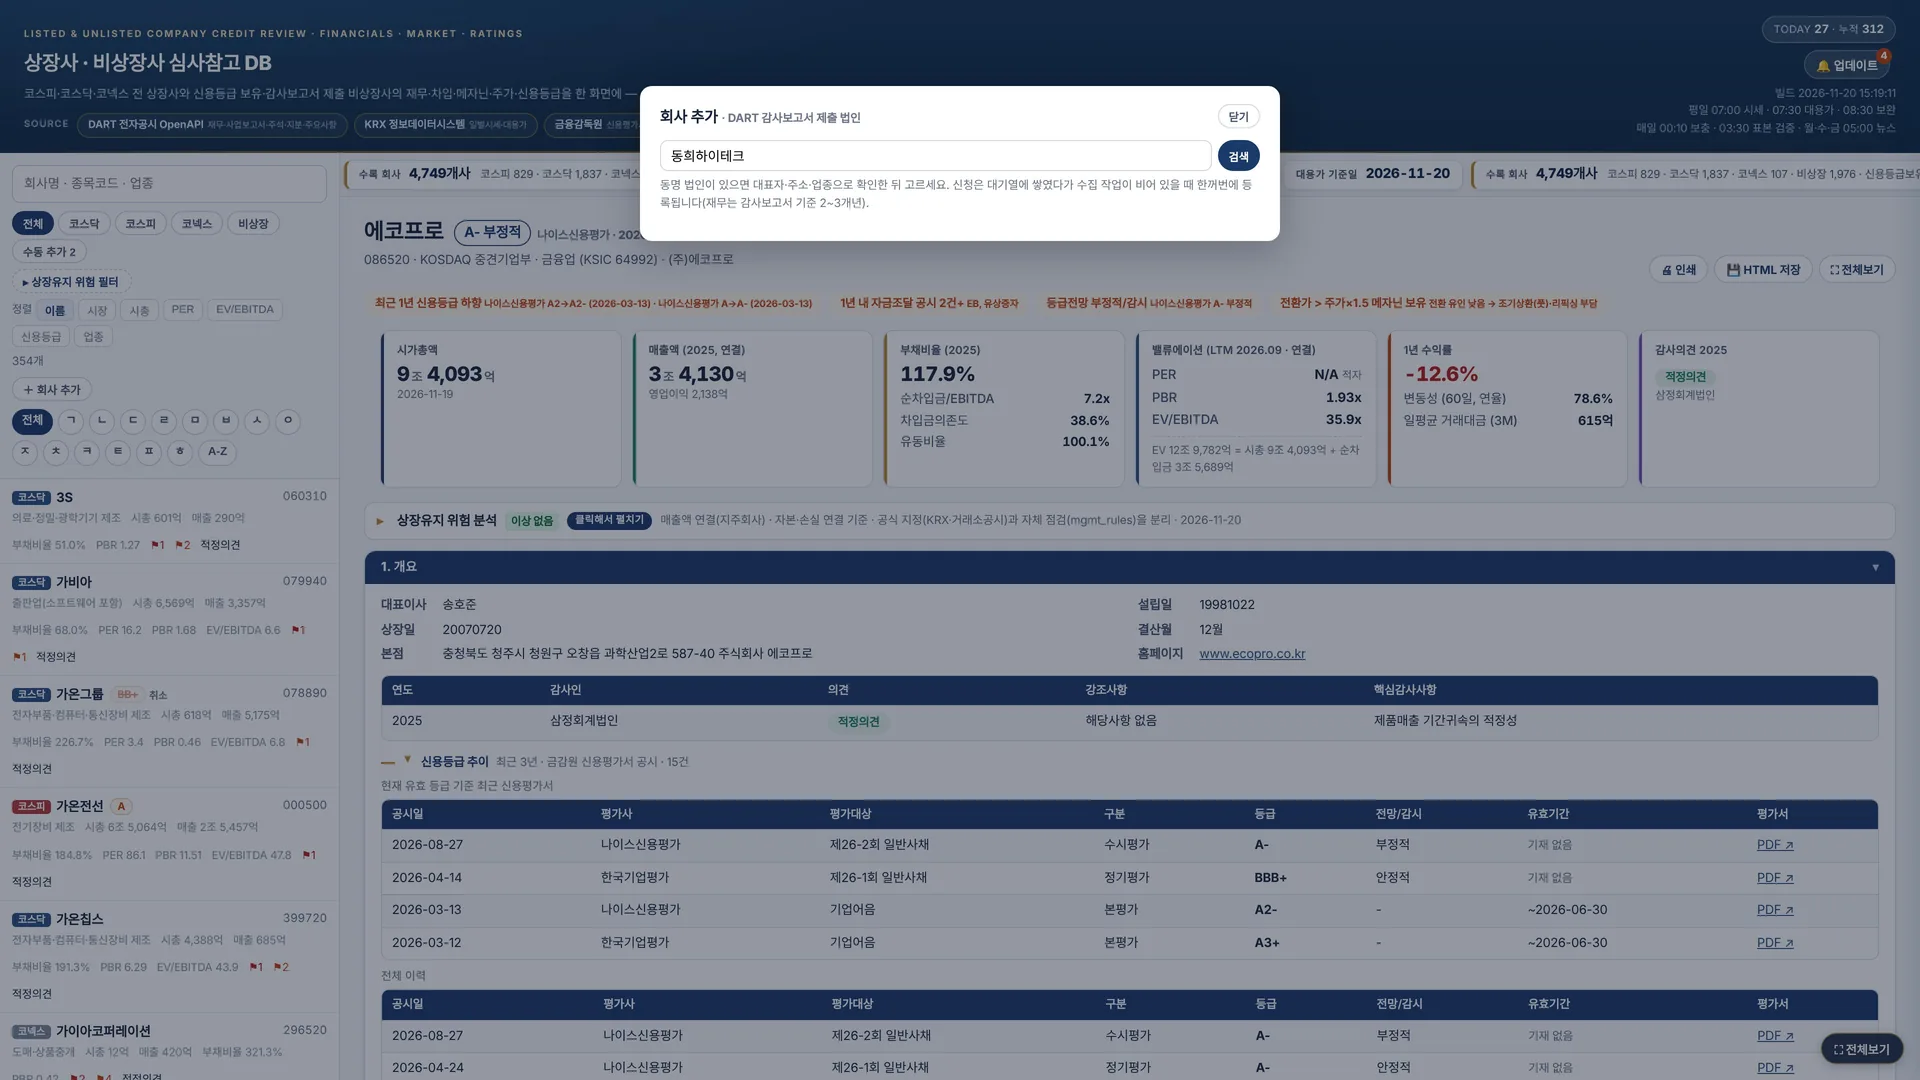 LISTED & UNLISTED COMPANY CREDIT REVIEW · FINANCIALS · MARKET · RATINGS
상장사 · 비상장사 심사참고 DB
코스피·코스닥·코넥스 전 상장사와 신용등급 보유·감사보고서 제출 비상장사의 재무·차입·메자닌·주가·신용등급을 한 화면에 —
SOURCE DART 전자공시 OpenAPI 재무·사업보고서·주석·지분·주요사항 KRX 정보데이터시스템 일별시세·대용가 금융감독원 신용평가
TODAY 27 · 누적 312
🔔 업데이트 4
빌드 2026-11-20 15:19:11
평일 07:00 시세 · 07:30 대용가 · 08:30 보완
매일 00:10 보충 · 03:30 표본 검증 · 월·수·금 05:00 뉴스
회사 추가 · DART 감사보고서 제출 법인
닫기
동희하이테크
검색
동명 법인이 있으면 대표자·주소·업종으로 확인한 뒤 고르세요. 신청은 대기열에 쌓였다가 수집 작업이 비어 있을 때 한꺼번에 등
록됩니다(재무는 감사보고서 기준 2~3개년).
회사명 · 종목코드 · 업종
전체 코스닥 코스피 코넥스 비상장
수동 추가 2
▸ 상장유지 위험 필터
정렬 이름 시장 시총 PER EV/EBITDA
신용등급 업종
354개
+ 회사 추가
전체 ㄱ ㄴ ㄷ ㄹ ㅁ ㅂ ㅅ ㅇ
ㅈ ㅊ ㅋ ㅌ ㅍ ㅎ A-Z
코스닥 3S 060310
의료·정밀·광학기기 제조 시총 601억 매출 290억
부채비율 51.0% PBR 1.27 ⚑1 ⚑2 적정의견
코스닥 가비아 079940
출판업(소프트웨어 포함) 시총 6,569억 매출 3,357억
부채비율 68.0% PER 16.2 PBR 1.68 EV/EBITDA 6.6 ⚑1
⚑1 적정의견
코스닥 가온그룹 BB+ 취소 078890
전자부품·컴퓨터·통신장비 제조 시총 618억 매출 5,175억
부채비율 226.7% PER 3.4 PBR 0.46 EV/EBITDA 6.8 ⚑1
적정의견
코스피 가온전선 A 000500
전기장비 제조 시총 6조 5,064억 매출 2조 5,457억
부채비율 184.8% PER 86.1 PBR 11.51 EV/EBITDA 47.8 ⚑1
적정의견
코스닥 가온칩스 399720
전자부품·컴퓨터·통신장비 제조 시총 4,388억 매출 685억
부채비율 191.3% PBR 6.29 EV/EBITDA 43.9 ⚑1 ⚑2
적정의견
코넥스 가이아코퍼레이션 296520
도매·상품중개 시총 12억 매출 420억 부채비율 321.3%
PBR 0.42 ⚑2 ⚑4 적정의견
수록 회사 4,749개사 코스피 829 · 코스닥 1,837 · 코넥스
대용가 기준일 2026-11-20
수록 회사 4,749개사 코스피 829 · 코스닥 1,837 · 코넥스 107 · 비상장 1,976 · 신용등급보유
에코프로 A- 부정적 나이스신용평가 · 202
086520 · KOSDAQ 중견기업부 · 금융업 (KSIC 64992) · (주)에코프로
인쇄 HTML 저장 전체보기
최근 1년 신용등급 하향 나이스신용평가 A2→A2- (2026-03-13) · 나이스신용평가 A→A- (2026-03-13) 1년 내 자금조달 공시 2건+ EB, 유상증자 등급전망 부정적/감시 나이스신용평가 A- 부정적 전환가 > 주가×1.5 메자닌 보유 전환 유인 낮음 → 조기상환(풋)·리픽싱 부담
시가총액
9조 4,093억
2026-11-19
매출액 (2025, 연결)
3조 4,130억
영업이익 2,138억
부채비율 (2025)
117.9%
순차입금/EBITDA 7.2x
차입금의존도 38.6%
유동비율 100.1%
밸류에이션 (LTM 2026.09 · 연결)
PER N/A 적자
PBR 1.93x
EV/EBITDA 35.9x
EV 12조 9,782억 = 시총 9조 4,093억 + 순차
입금 3조 5,689억
1년 수익률
-12.6%
변동성 (60일, 연율) 78.6%
일평균 거래대금 (3M) 615억
감사의견 2025
적정의견
삼정회계법인
▸ 상장유지 위험 분석 이상 없음 클릭해서 펼치기 매출액 연결(지주회사) · 자본·손실 연결 기준 · 공식 지정(KRX·거래소공시)과 자체 점검(mgmt_rules)을 분리 · 2026-11-20
1. 개요 ▼
대표이사 송호준 설립일 19981022
상장일 20070720 결산월 12월
본점 충청북도 청주시 청원구 오창읍 과학산업2로 587-40 주식회사 에코프로 홈페이지 www.ecopro.co.kr
연도 감사인 의견 강조사항 핵심감사사항
2025 삼정회계법인 적정의견 해당사항 없음 제품매출 기간귀속의 적정성
▼ 신용등급 추이 최근 3년 · 금감원 신용평가서 공시 · 15건
현재 유효 등급 기준 최근 신용평가서
공시일 평가사 평가대상 구분 등급 전망/감시 유효기간 평가서
2026-08-27 나이스신용평가 제26-2회 일반사채 수시평가 A- 부정적 기재 없음 PDF ↗
2026-04-14 한국기업평가 제26-1회 일반사채 정기평가 BBB+ 안정적 기재 없음 PDF ↗
2026-03-13 나이스신용평가 기업어음 본평가 A2- - ~2026-06-30 PDF ↗
2026-03-12 한국기업평가 기업어음 본평가 A3+ - ~2026-06-30 PDF ↗
전체 이력
공시일 평가사 평가대상 구분 등급 전망/감시 유효기간 평가서
2026-08-27 나이스신용평가 제26-2회 일반사채 수시평가 A- 부정적 기재 없음 PDF ↗
2026-04-24 나이스신용평가 제26-1회 일반사채 정기평가 A- 안정적 기재 없음 PDF ↗
전체보기